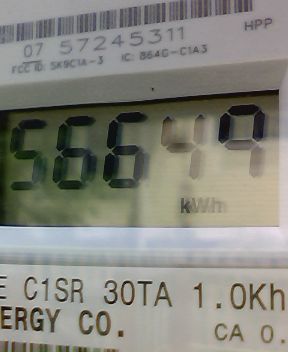 07 57245311
HPP
FCC ID: SK9C1A-3 IC: 864G-C1A3
56649
kWh
E C1SR 30TA 1.0Kh
ERGY CO.
CA 0.